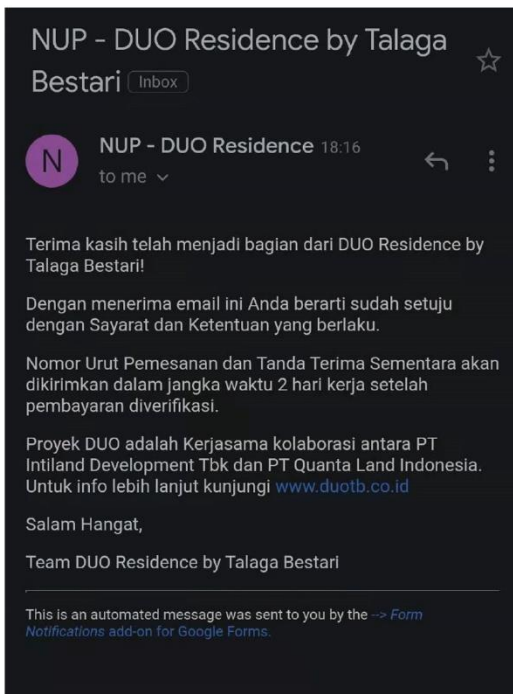 NUP - DUO Residence by Talaga
Bestari Inbox
N
NUP - DUO Residence 18:16
to me
Terima kasih telah menjadi bagian dari DUO Residence by
Talaga Bestari!
Dengan menerima email ini Anda berarti sudah setuju
dengan Sayarat dan Ketentuan yang berlaku.
Nomor Urut Pemesanan dan Tanda Terima Sementara akan
dikirimkan dalam jangka waktu 2 hari kerja setelah
pembayaran diverifikasi.
Proyek DUO adalah Kerjasama kolaborasi antara PT
Intiland Development Tbk dan PT Quanta Land Indonesia.
Untuk info lebih lanjut kunjungi www.duotb.co.id
Salam Hangat,
Team DUO Residence by Talaga Bestari
This is an automated message was sent to you by the --> Form
Notifications add-on for Google Forms.